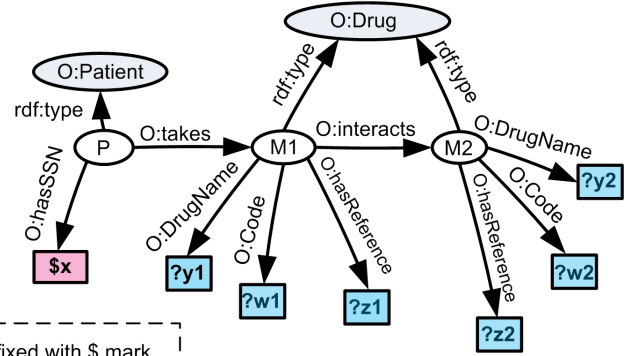 O:Drug
O:Patient
rdf:type
rdf:type
rdf:type
P
O:takes
M1
O:interacts
M2
O:DrugName
O:hasSSN
O:DrugName
O:Code
O:hasReference
O:hasReference
O:Code
?y2
$x
?y1
?w1
?z1
?w2
?z2
fixed with $ mark